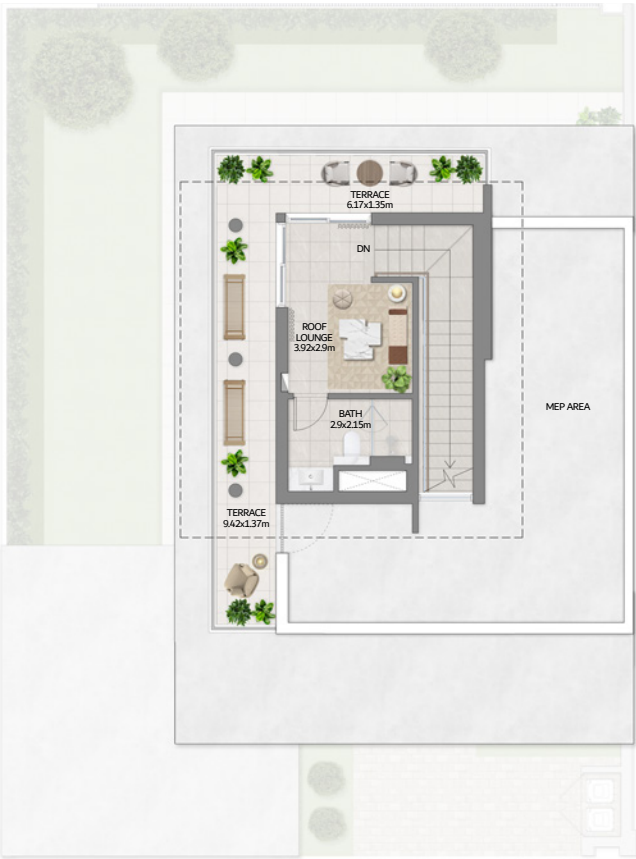 TERRACE
6.17x1.35m
DN
ROOF
LOUNGE
3.92x2.9m
MEP AREA
BATH
2.9x2.15m
TERRACE
9.42x1.37m